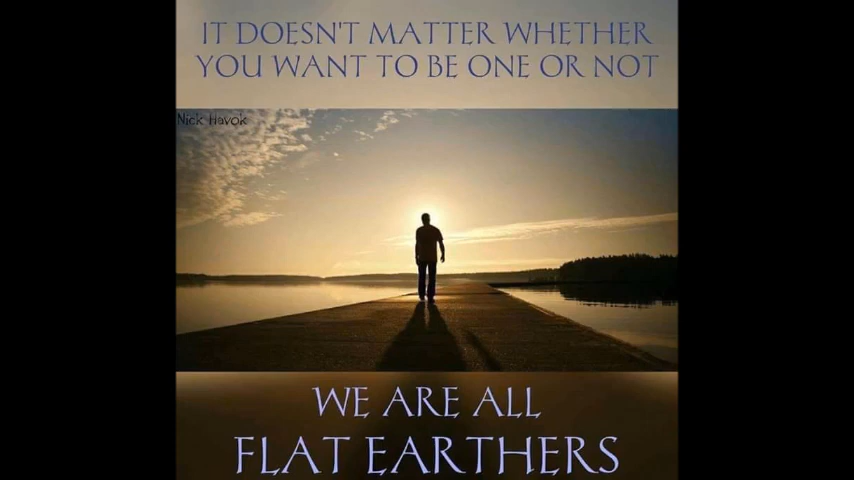 IT DOESN'T MATTER WHETHER
YOU WANT TO BE ONE OR NOT
Nick Havok
WE ARE ALL
FLAT EARTHERS